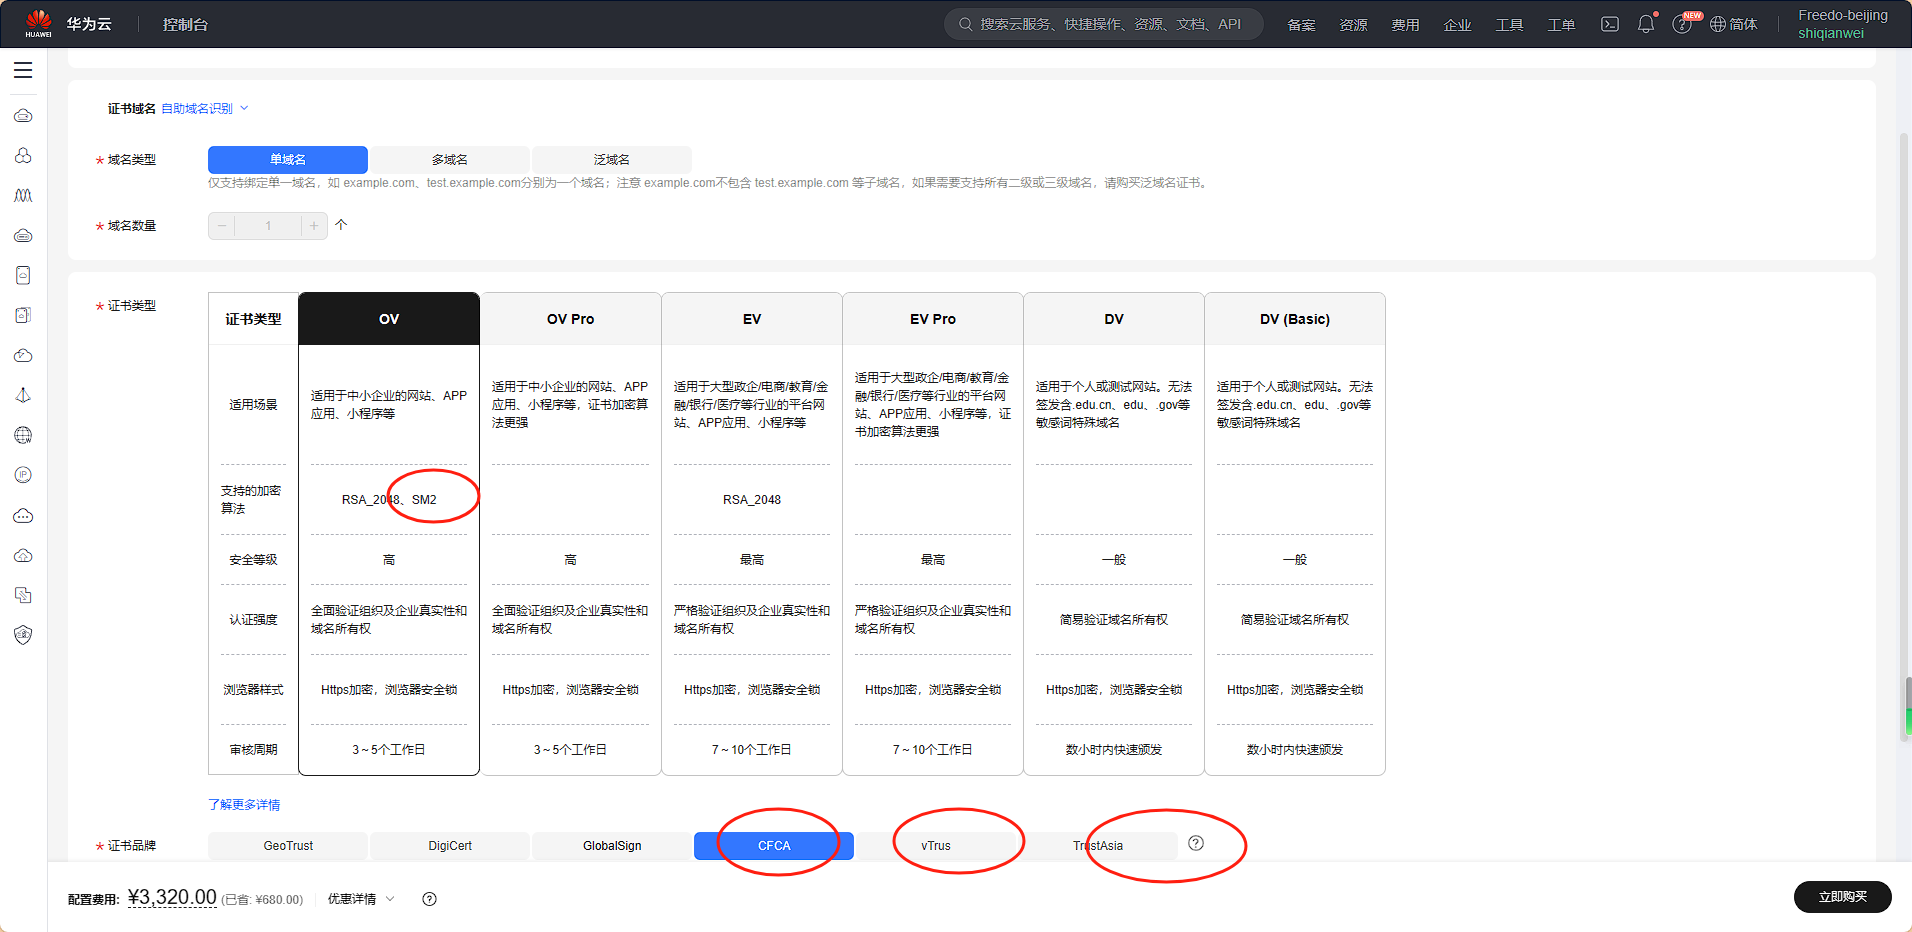 HUAWEI
华为云
控制台
搜索云服务、快捷操作、资源、文档、API
备案
资源
费用
企业
工具
工单
NEW
简体
Freedo-beijing
shiqianwei
证书域名 自助域名识别
* 域名类型
单域名
多域名
泛域名
仅支持绑定单一域名，如 example.com、test.example.com分别为一个域名；注意 example.com不包含 test.example.com 等子域名，如果需要支持所有二级或三级域名，请购买泛域名证书。
* 域名数量
− 1 + 个
* 证书类型
证书类型
OV
OV Pro
EV
EV Pro
DV
DV (Basic)
适用场景
适用于中小企业的网站、APP
应用、小程序等
适用于中小企业的网站、APP
应用、小程序等，证书加密算
法更强
适用于大型政企/电商/教育/金
融/银行/医疗等行业的平台网
站、APP应用、小程序等
适用于大型政企/电商/教育/金
融/银行/医疗等行业的平台网
站、APP应用、小程序等，证
书加密算法更强
适用于个人或测试网站。无法
签发含.edu.cn、edu、.gov等
敏感词特殊域名
适用于个人或测试网站。无法
签发含.edu.cn、edu、.gov等
敏感词特殊域名
支持的加密
算法
RSA_2048、SM2
RSA_2048
安全等级
高
高
最高
最高
一般
一般
认证强度
全面验证组织及企业真实性和
域名所有权
全面验证组织及企业真实性和
域名所有权
严格验证组织及企业真实性和
域名所有权
严格验证组织及企业真实性和
域名所有权
简易验证域名所有权
简易验证域名所有权
浏览器样式
Https加密，浏览器安全锁
Https加密，浏览器安全锁
Https加密，浏览器安全锁
Https加密，浏览器安全锁
Https加密，浏览器安全锁
Https加密，浏览器安全锁
审核周期
3～5个工作日
3～5个工作日
7～10个工作日
7～10个工作日
数小时内快速颁发
数小时内快速颁发
了解更多详情
* 证书品牌
GeoTrust
DigiCert
GlobalSign
CFCA
vTrus
TrustAsia
配置费用: ¥3,320.00 (已省: ¥680.00)
优惠详情
立即购买